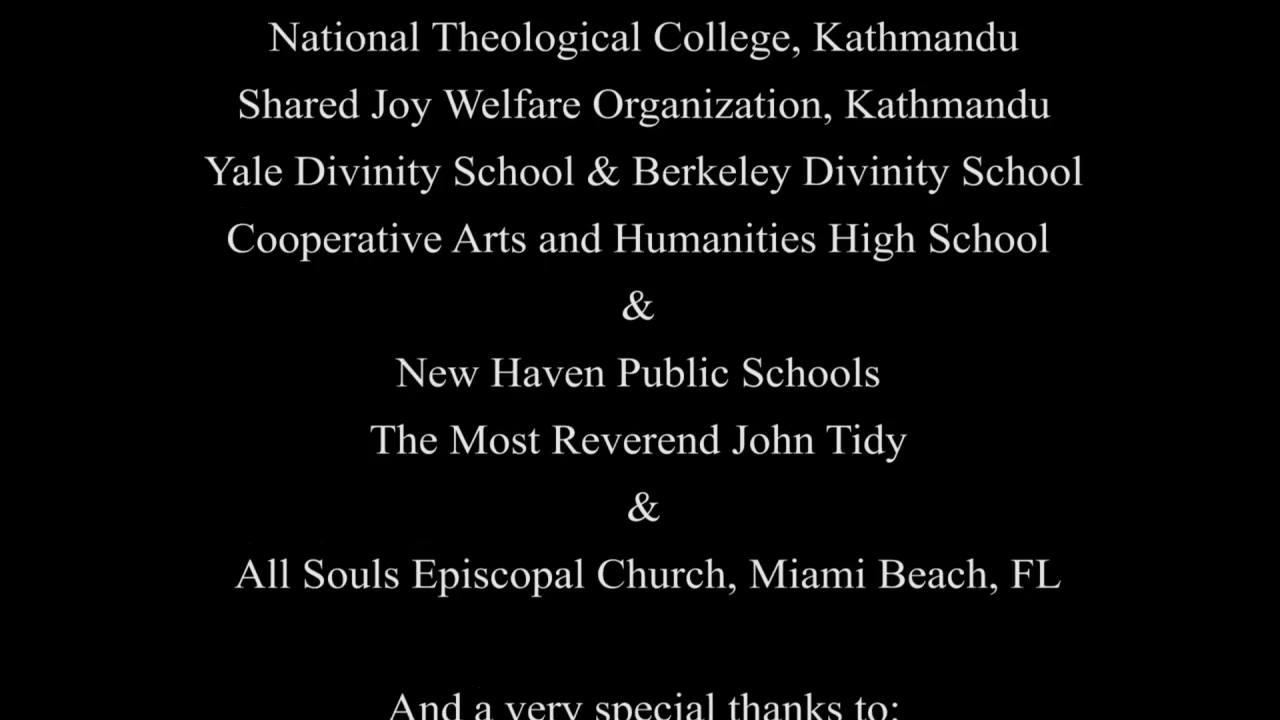 National Theological College, Kathmandu
Shared Joy Welfare Organization, Kathmandu
Yale Divinity School & Berkeley Divinity School
Cooperative Arts and Humanities High School
&
New Haven Public Schools
The Most Reverend John Tidy
&
All Souls Episcopal Church, Miami Beach, FL
And a very special thanks to: